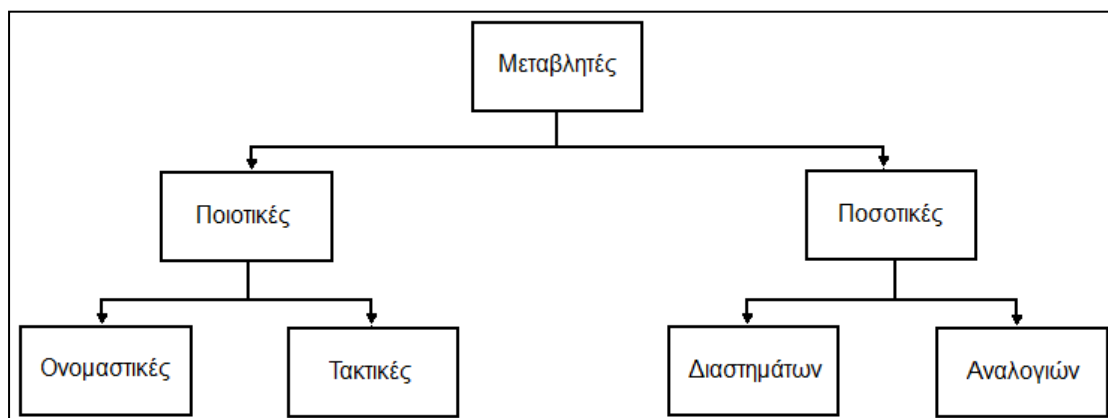 Μεταβλητές
Ποιοτικές
Ποσοτικές
Ονομαστικές
Τακτικές
Διαστημάτων
Αναλογιών